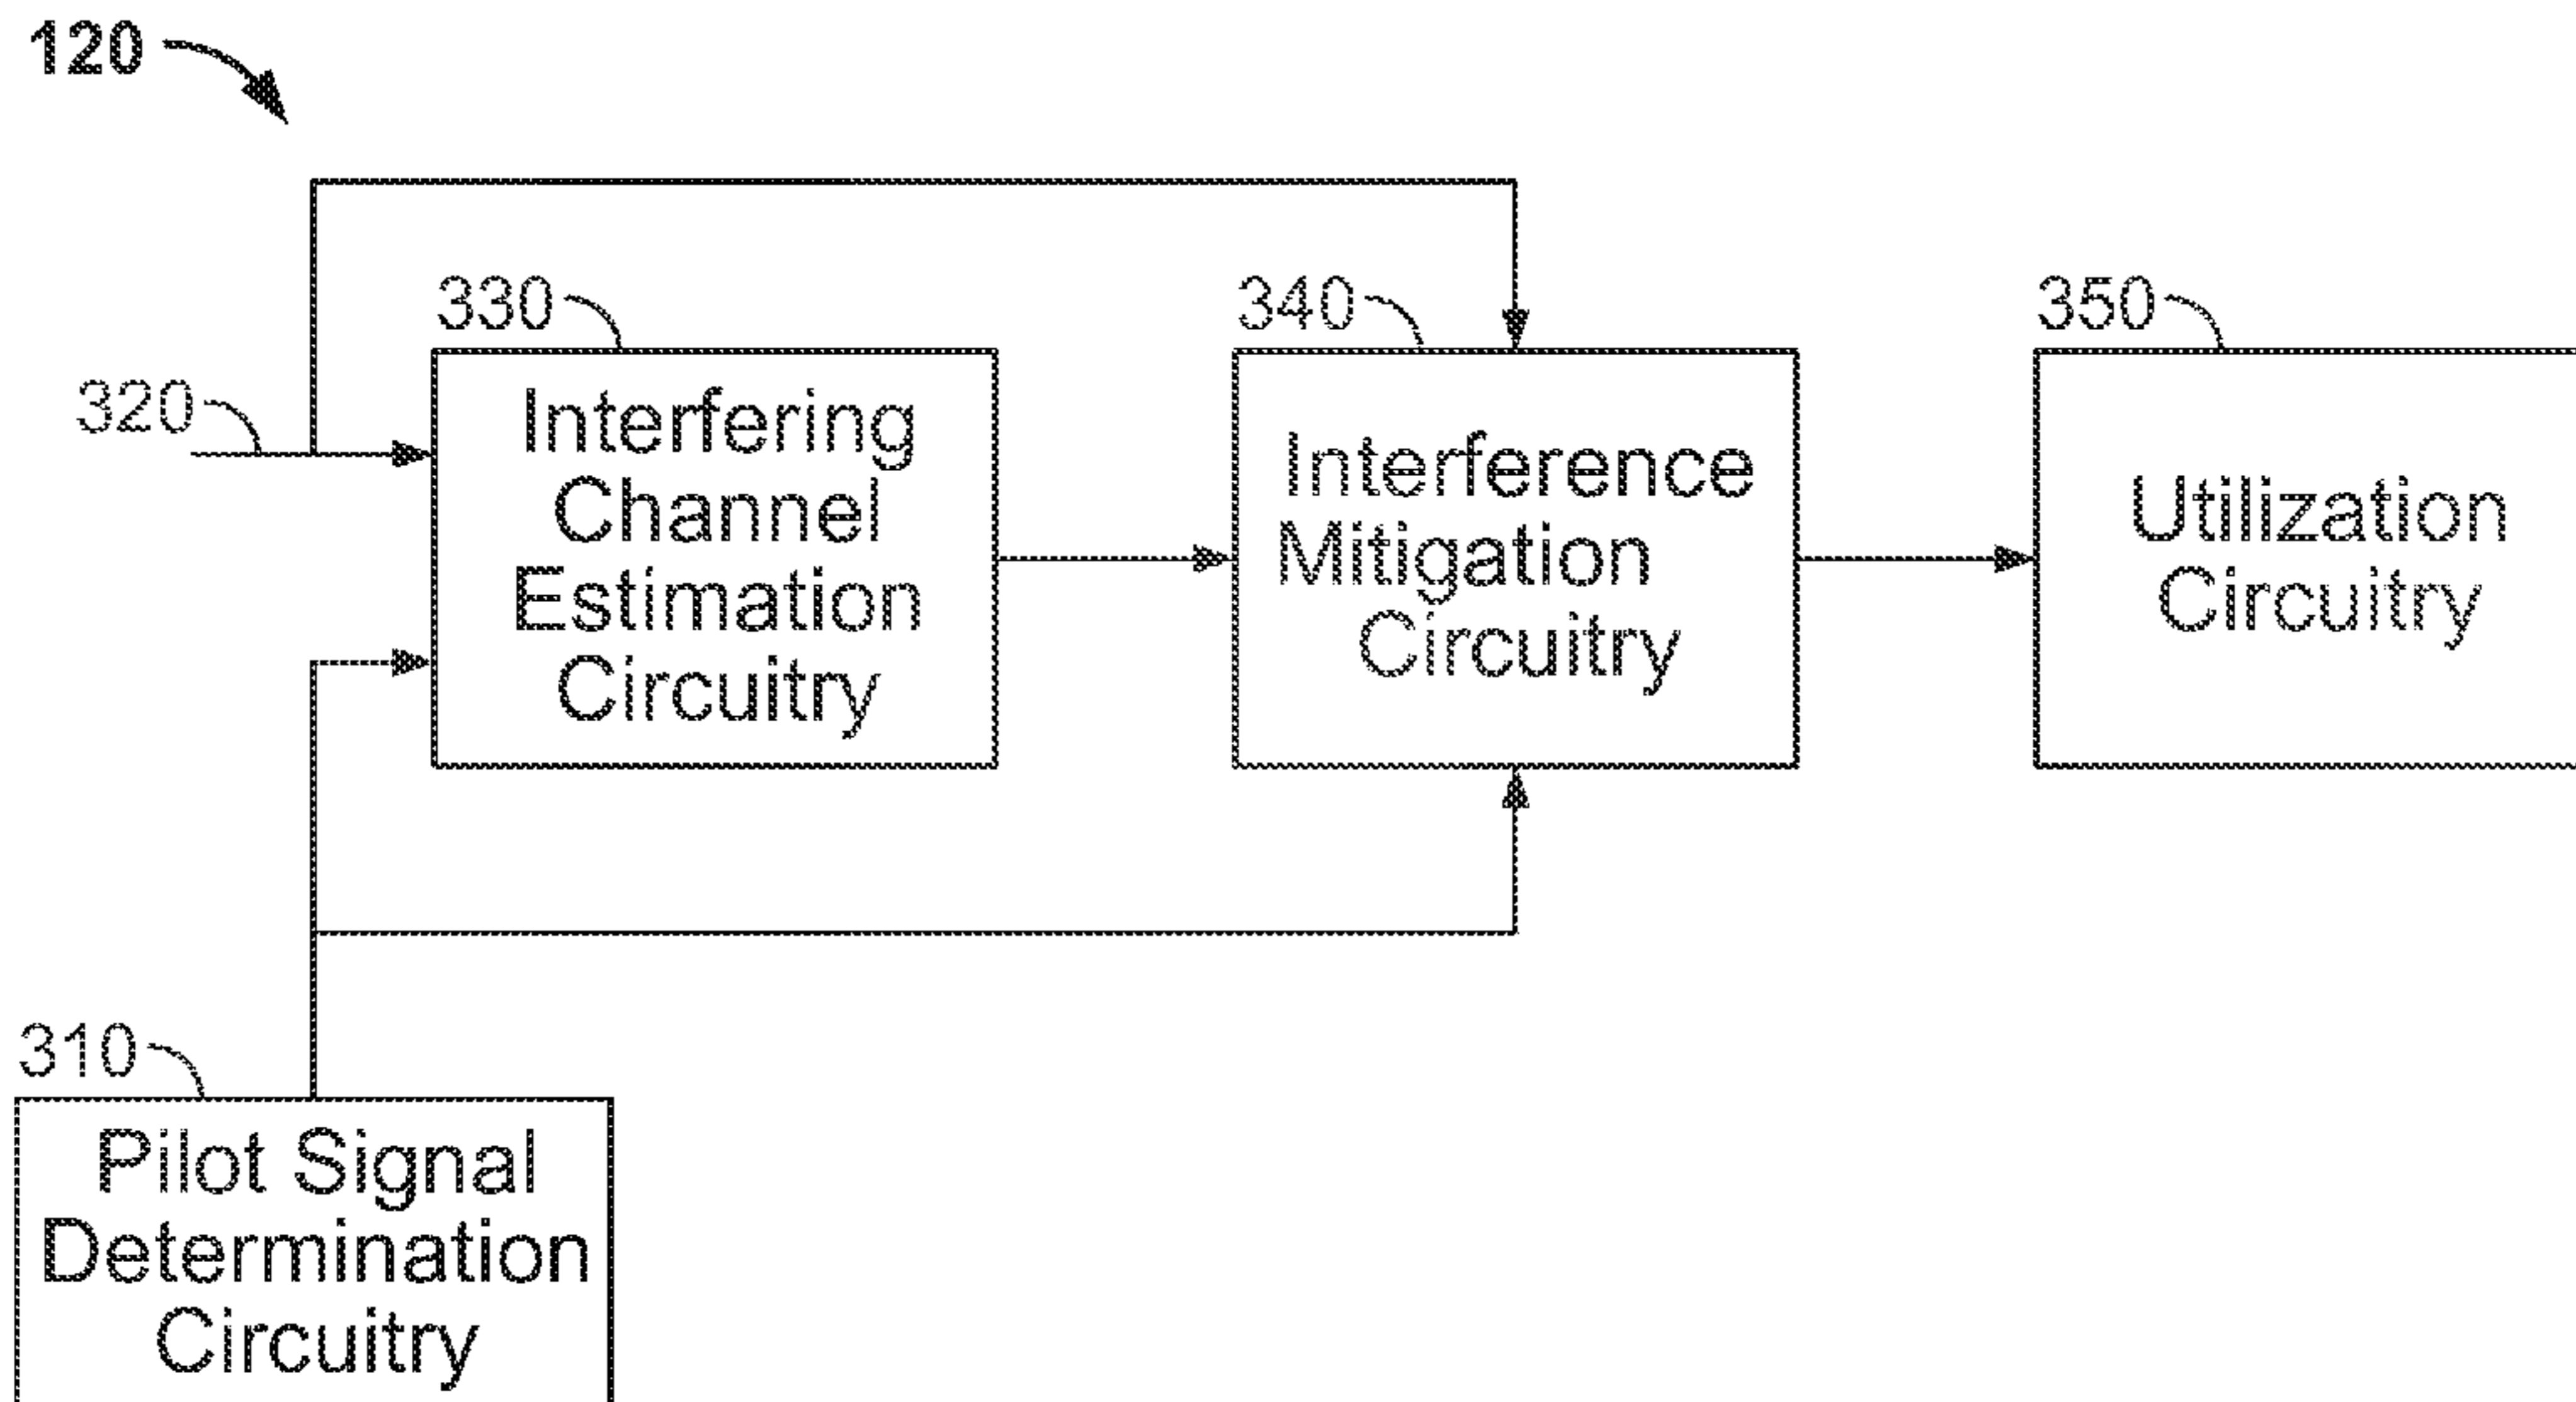 120
330
340
350
320
Interfering
Channel
Estimation
Circuitry
Interference
Mitigation
Circuitry
Utilization
Circuitry
310
Pilot Signal
Determination
Circuitry